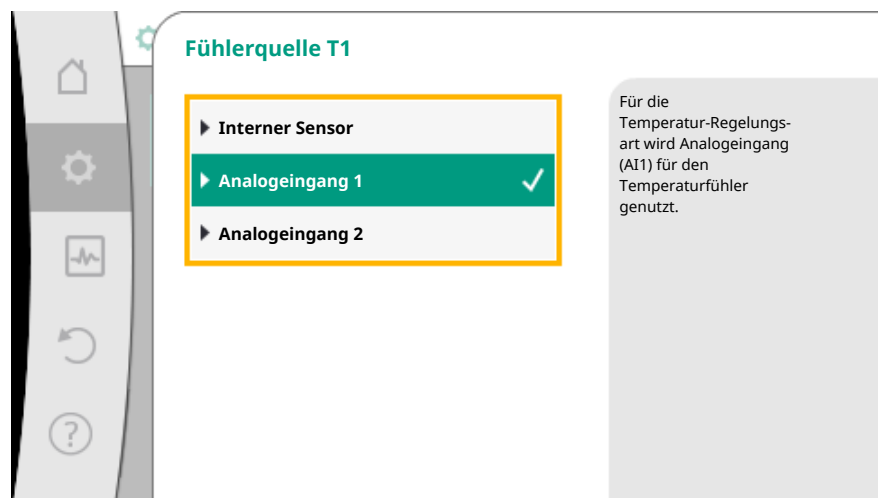 Fühlerquelle T1
Interner Sensor
Analogeingang 1
Analogeingang 2
Für die
Temperatur-Regelungs-
art wird Analogeingang
(AI1) für den
Temperaturfühler
genutzt.
?